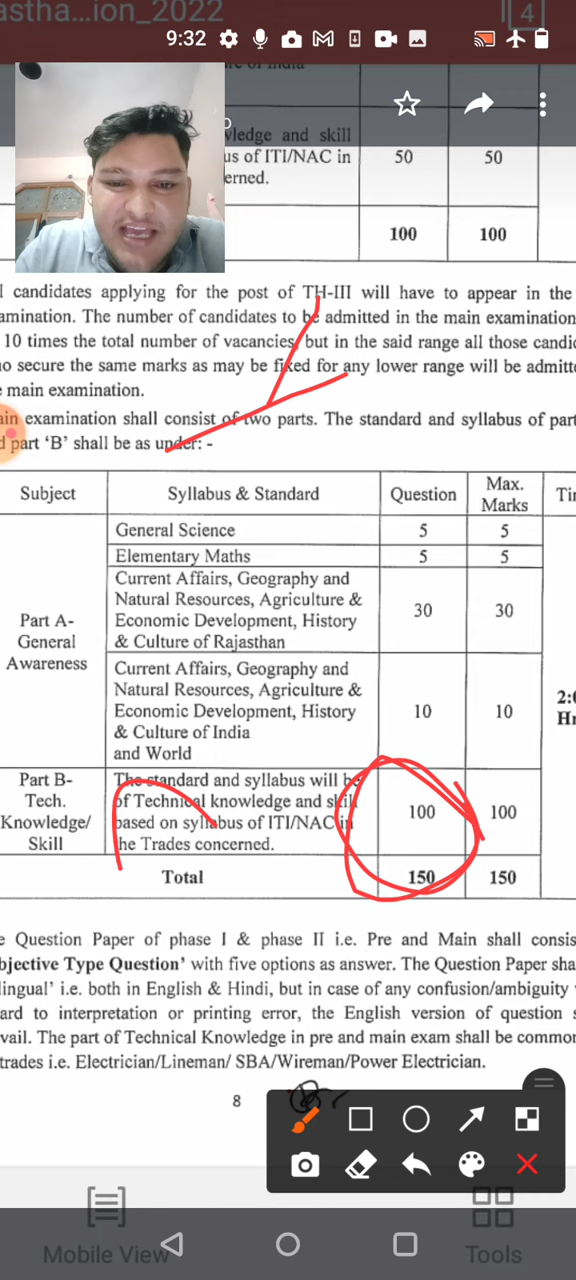 astha...ion_2022
4
9:32
wledge and skill
us of ITI/NAC in
erned.
50
50
100
100
l candidates applying for the post of TH-III will have to appear in the
amination. The number of candidates to be admitted in the main examination
10 times the total number of vacancies, but in the said range all those candid
no secure the same marks as may be fixed for any lower range will be admitte
e main examination.
ain examination shall consist of two parts. The standard and syllabus of part
d part ‘B’ shall be as under: -
Subject
Syllabus & Standard
Question
Max. Marks
Tin
Part A-
General
Awareness
General Science
5
5
Elementary Maths
5
5
Current Affairs, Geography and
Natural Resources, Agriculture &
Economic Development, History
& Culture of Rajasthan
30
30
Current Affairs, Geography and
Natural Resources, Agriculture &
Economic Development, History
& Culture of India
and World
10
10
2:0
Hr
Part B-
Tech.
Knowledge/
Skill
The standard and syllabus will be
of Technical knowledge and skill
based on syllabus of ITI/NAC in
the Trades concerned.
100
100
Total
150
150
e Question Paper of phase I & phase II i.e. Pre and Main shall consis
bjective Type Question’ with five options as answer. The Question Paper sha
lingual’ i.e. both in English & Hindi, but in case of any confusion/ambiguity
ard to interpretation or printing error, the English version of question s
vail. The part of Technical Knowledge in pre and main exam shall be common
trades i.e. Electrician/Lineman/ SBA/Wireman/Power Electrician.
8
Mobile View
Tools